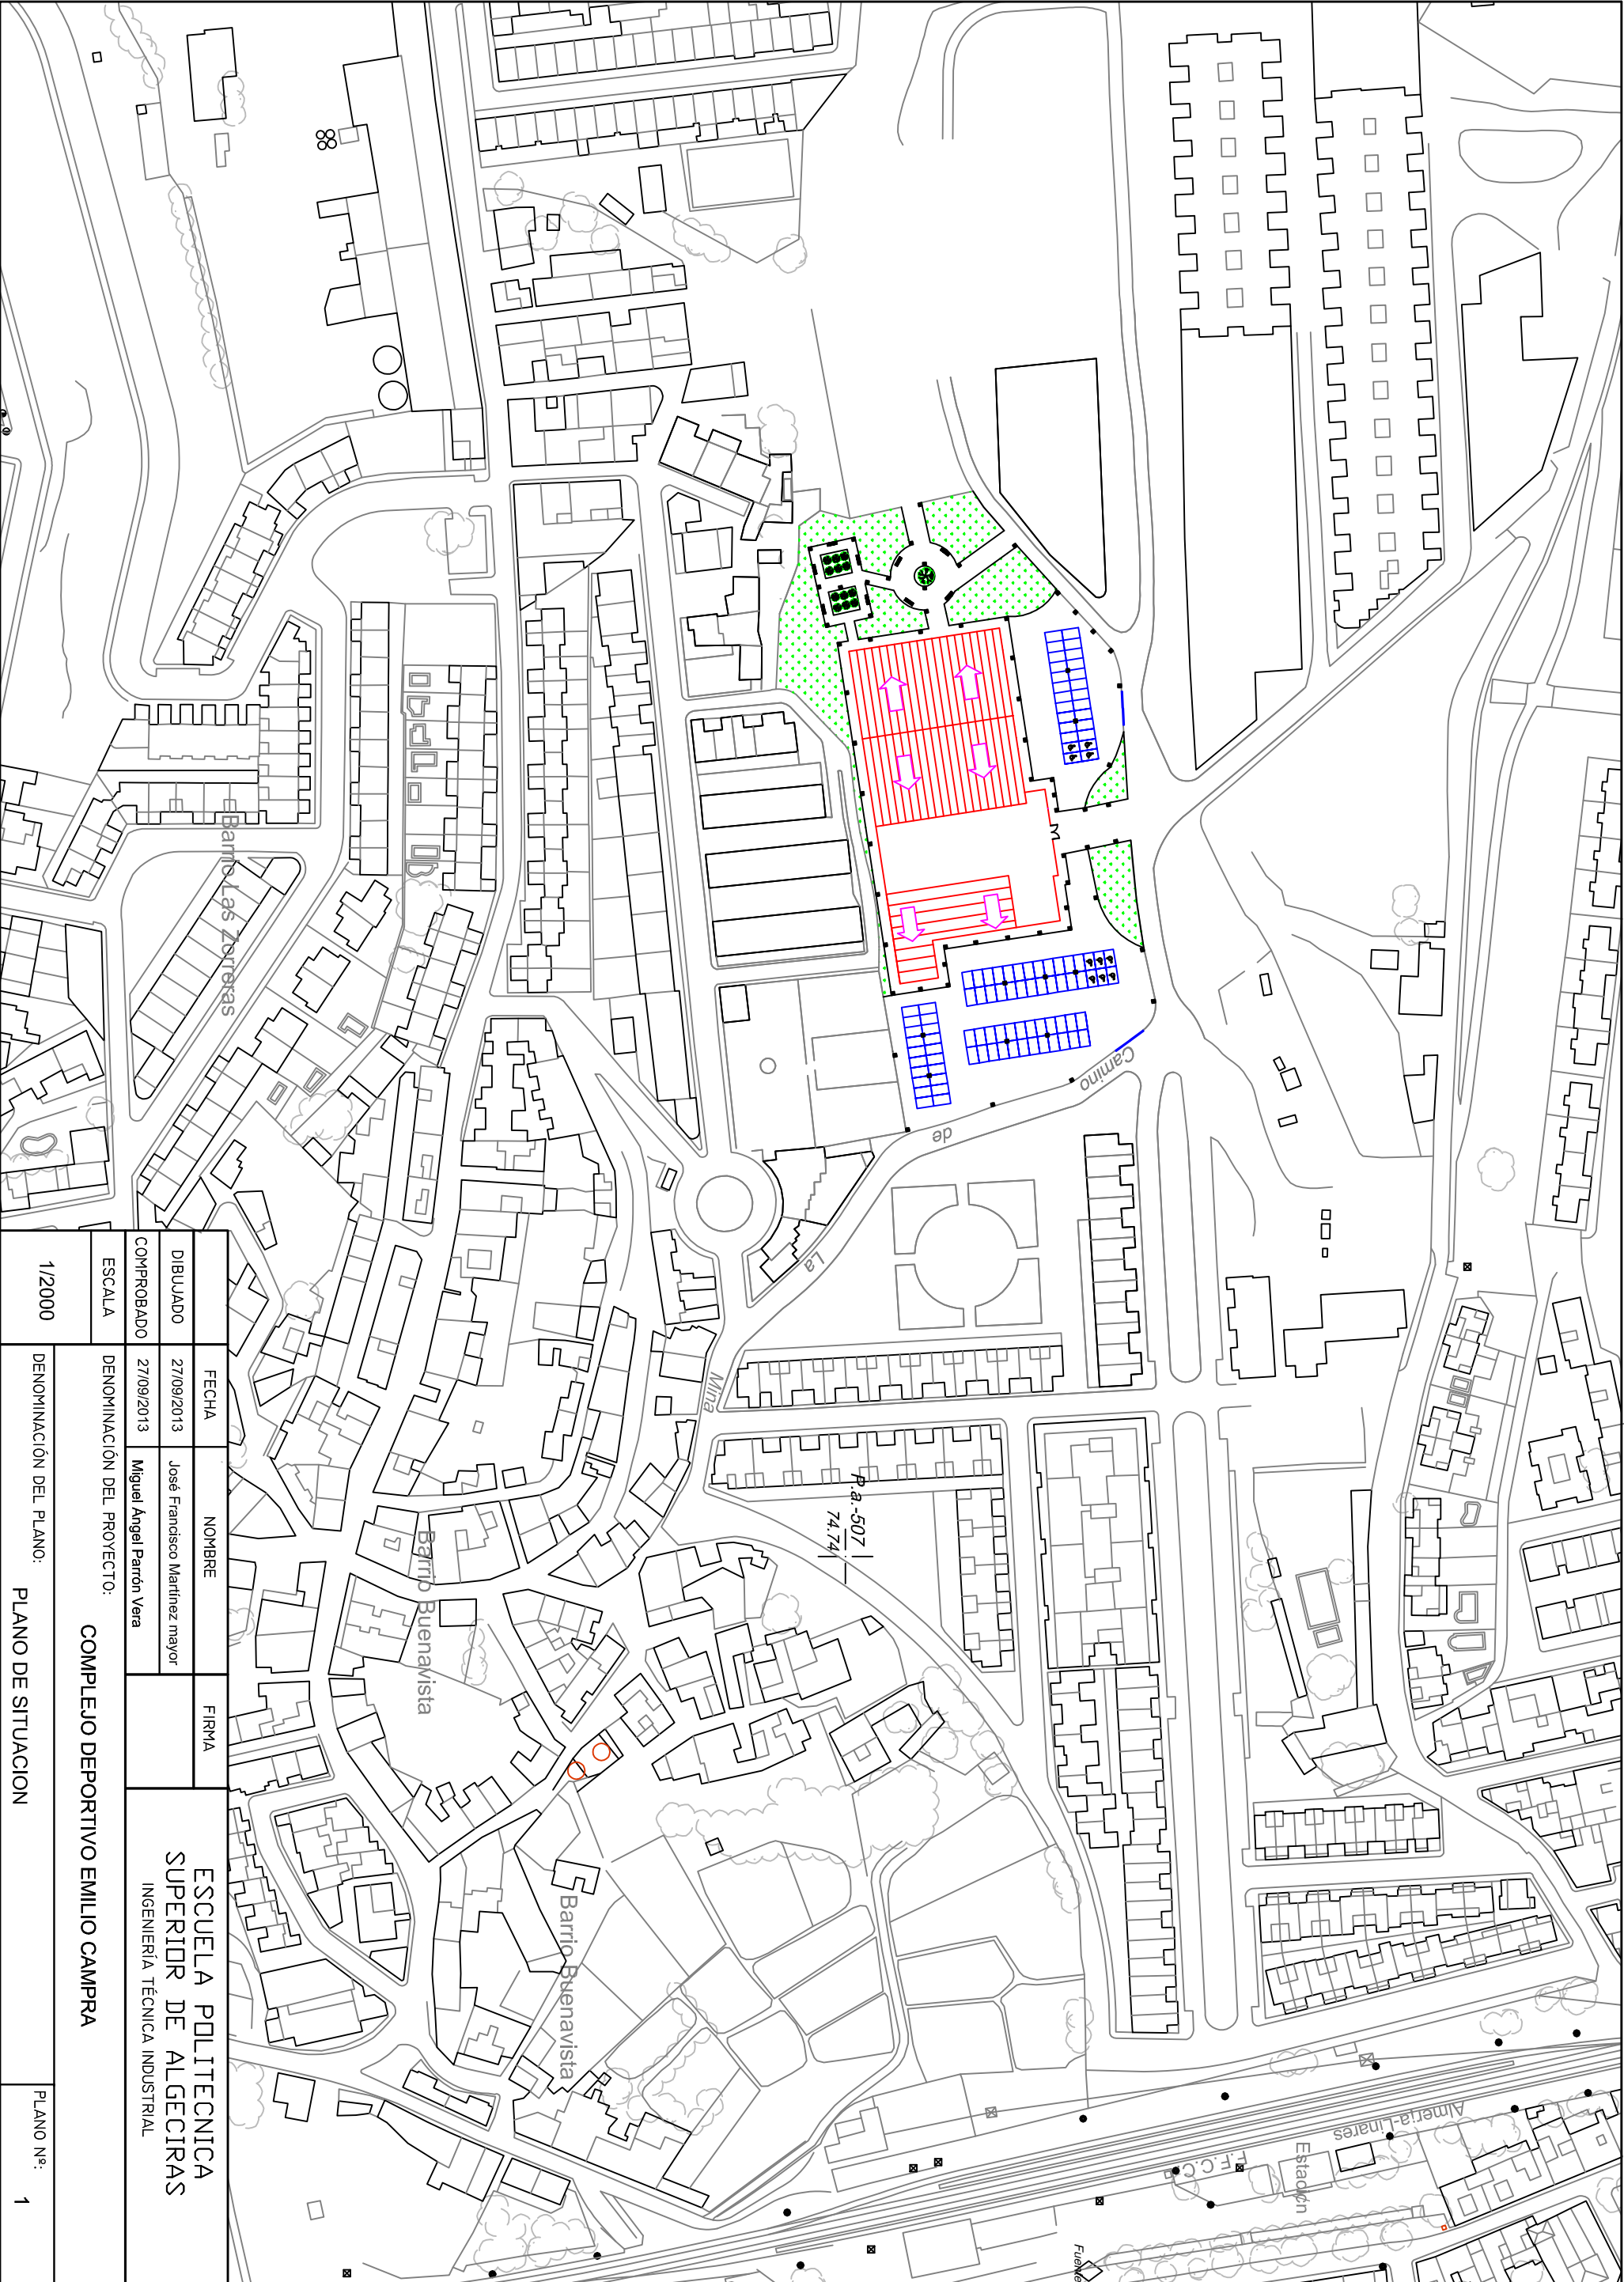 Barrio Las Zorreras
Camino
de
La
Mina
P.a.-507
74.74
Barrio Buenavista
Barrio Buenavista
Almeria-Linares
F.F.C.C.
Estación
Fuente
FECHA
NOMBRE
FIRMA
DIBUJADO
27/09/2013
José Francisco Martínez mayor
COMPROBADO
27/09/2013
Miguel Ángel Parrón Vera
ESCUELA POLITECNICA
SUPERIOR DE ALGECIRAS
INGENIERÍA TÉCNICA INDUSTRIAL
ESCALA
1/2000
DENOMINACIÓN DEL PROYECTO:
COMPLEJO DEPORTIVO EMILIO CAMPRA
DENOMINACIÓN DEL PLANO:
PLANO DE SITUACION
PLANO Nº:
1